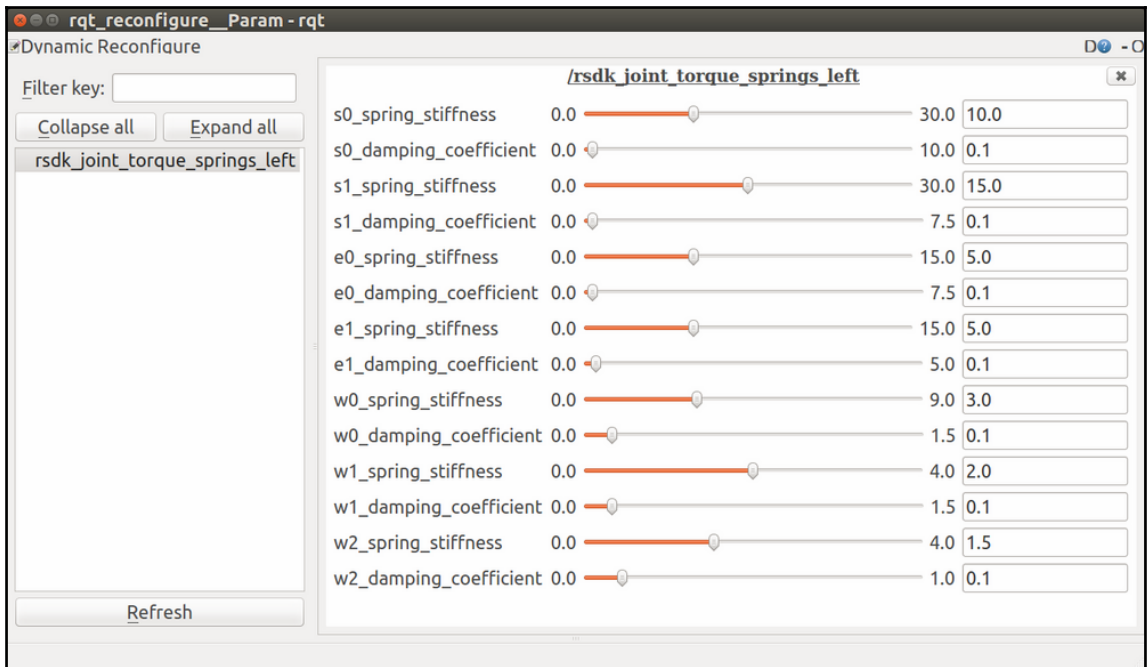 rqt_reconfigure__Param - rqt
Dynamic Reconfigure D? - O
Filter key:
Collapse all Expand all
rsdk_joint_torque_springs_left
Refresh
/rsdk_joint_torque_springs_left
s0_spring_stiffness 0.0 30.0 10.0
s0_damping_coefficient 0.0 10.0 0.1
s1_spring_stiffness 0.0 30.0 15.0
s1_damping_coefficient 0.0 7.5 0.1
e0_spring_stiffness 0.0 15.0 5.0
e0_damping_coefficient 0.0 7.5 0.1
e1_spring_stiffness 0.0 15.0 5.0
e1_damping_coefficient 0.0 5.0 0.1
w0_spring_stiffness 0.0 9.0 3.0
w0_damping_coefficient 0.0 1.5 0.1
w1_spring_stiffness 0.0 4.0 2.0
w1_damping_coefficient 0.0 1.5 0.1
w2_spring_stiffness 0.0 4.0 1.5
w2_damping_coefficient 0.0 1.0 0.1